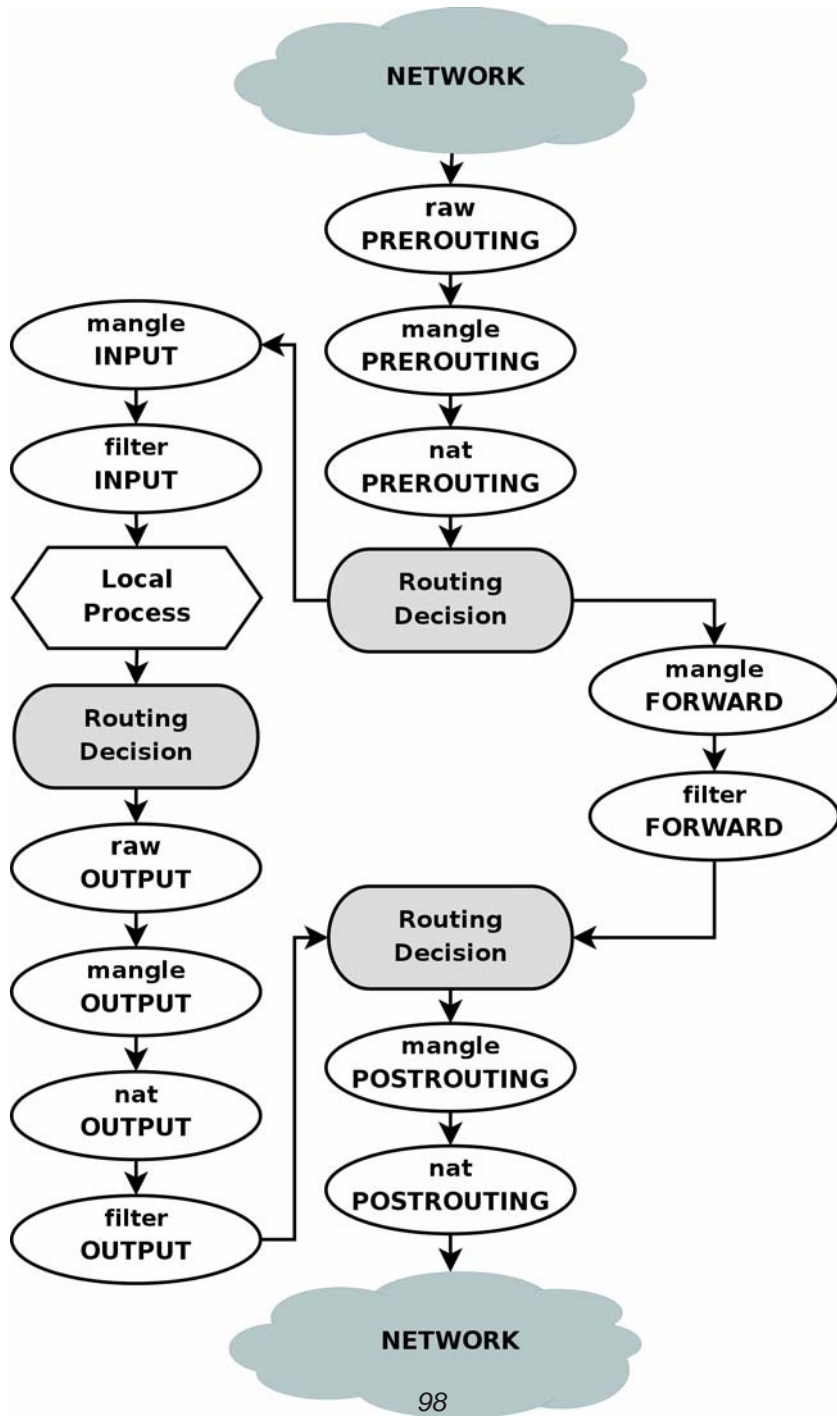 NETWORK
raw
PREROUTING
mangle
PREROUTING
nat
PREROUTING
Routing
Decision
mangle
INPUT
filter
INPUT
Local
Process
Routing
Decision
raw
OUTPUT
mangle
OUTPUT
nat
OUTPUT
filter
OUTPUT
mangle
FORWARD
filter
FORWARD
Routing
Decision
mangle
POSTROUTING
nat
POSTROUTING
NETWORK
98